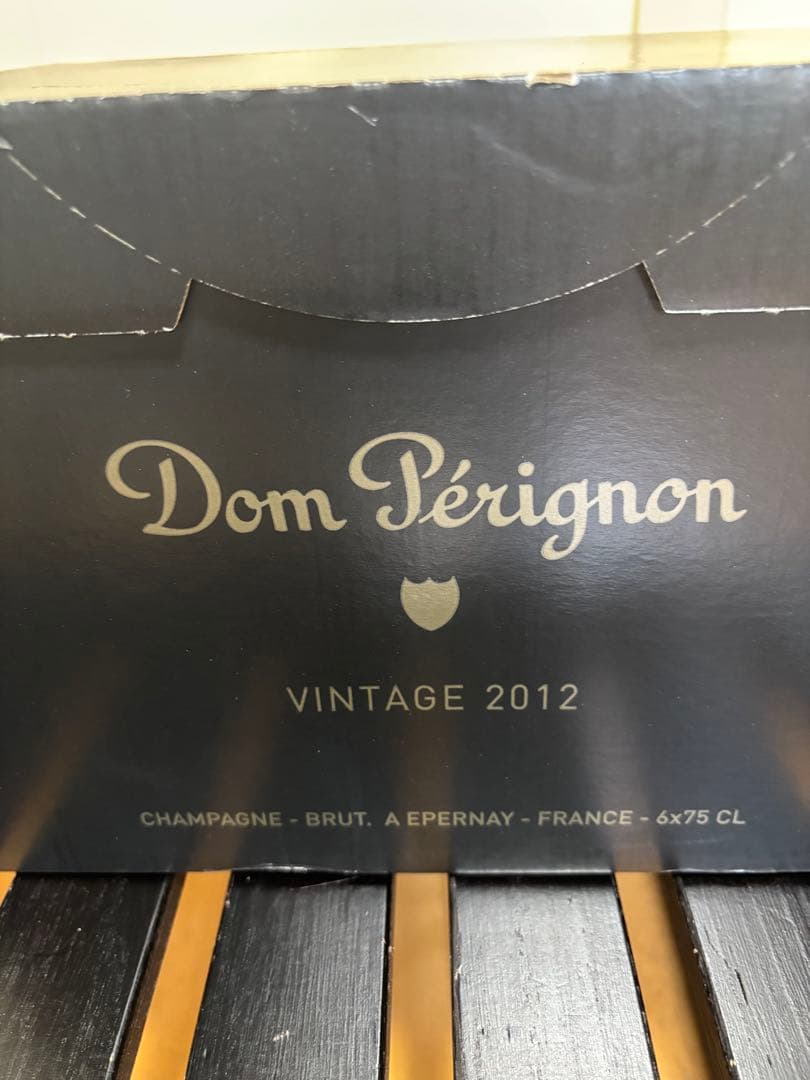 Dom Pérignon
VINTAGE 2012
CHAMPAGNE - BRUT. A EPERNAY - FRANCE - 6x75 CL